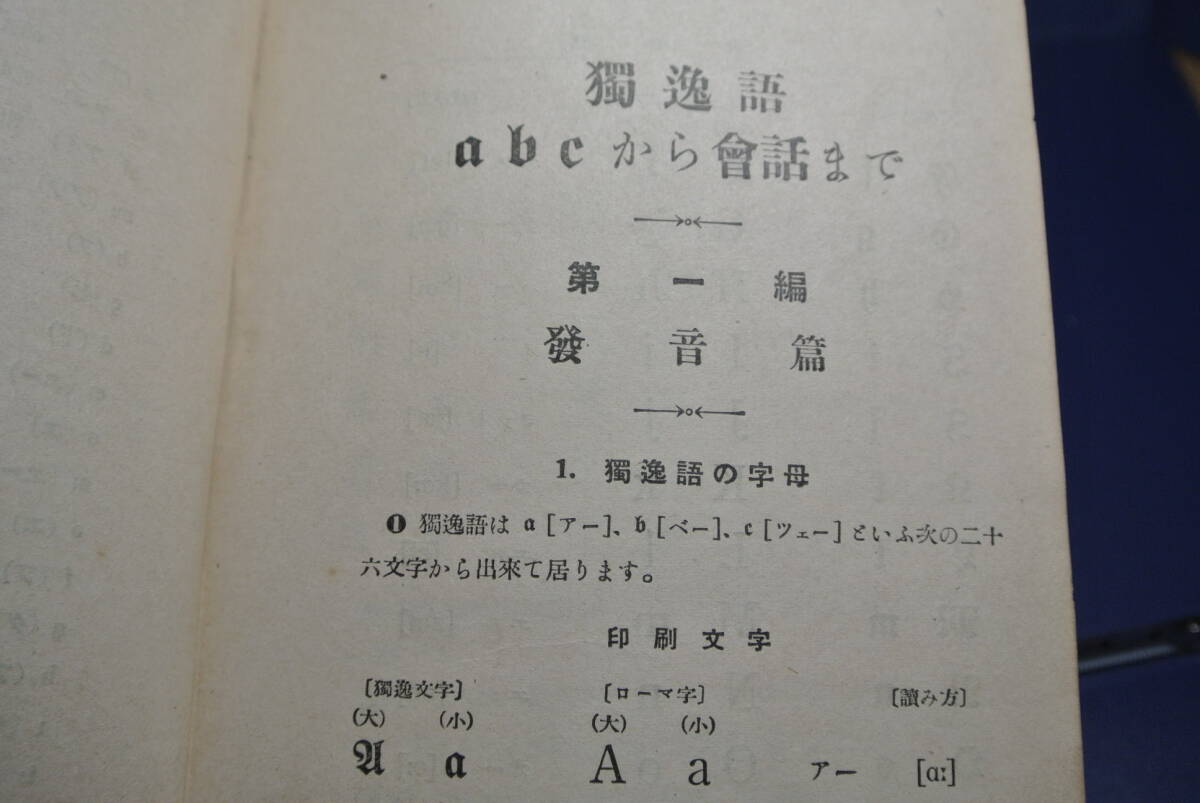 獨逸語
abcから會話まで
第一編
發音篇
1. 獨逸語の字母
❶ 獨逸語は a [アー]、b [ベー]、c [ツェー] といふ次の二十
六文字から出來て居ります。
印刷文字
[獨逸文字] [ローマ字] [讀み方]
(大) (小) (大) (小)
𝔄 𝔞 A a アー [ɑː]